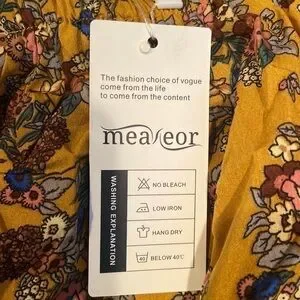 The fashion choice of vogue
come from the life
to come from the content
meaneor
WASHING EXPLANATION
NO BLEACH
LOW IRON
HANG DRY
40 BELOW 40℃